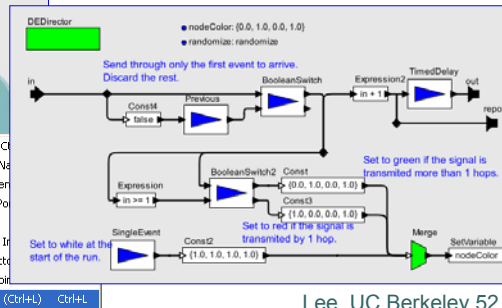 DEDirector
nodeColor: {0.0, 1.0, 0.0, 1.0}
randomize: randomize
Send through only the first event to arrive.
Discard the rest.
in
Const4
false
Previous
BooleanSwitch
Expression2
in + 1
TimedDelay
out
repo
Expression
in >= 1
BooleanSwitch2
Const
{0.0, 1.0, 0.0, 1.0}
Const3
{1.0, 0.0, 0.0, 1.0}
Set to green if the signal is
transmited more than 1 hops.
Set to red if the signal is
transmited by 1 hop.
Set to white at the
start of the run.
SingleEvent
Const2
{1.0, 1.0, 1.0, 1.0}
Merge
SetVariable
nodeColor
(Ctrl+L) Ctrl+L
Lee, UC Berkeley 52